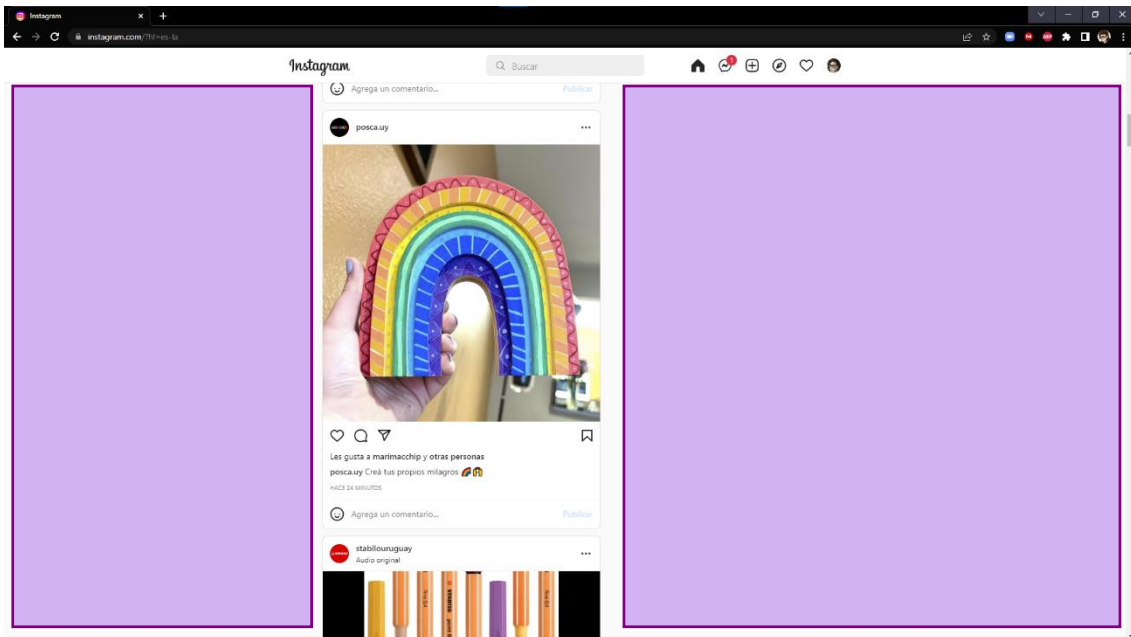 Instagram
instagram.com/?hl=es-la
Instagram
Buscar
1
Agrega un comentario...
Publicar
posca.uy
Les gusta a marimacchip y otras personas
posca.uy Creá tus propios milagros
HACE 24 MINUTOS
Agrega un comentario...
Publicar
stabilouruguay
Audio original